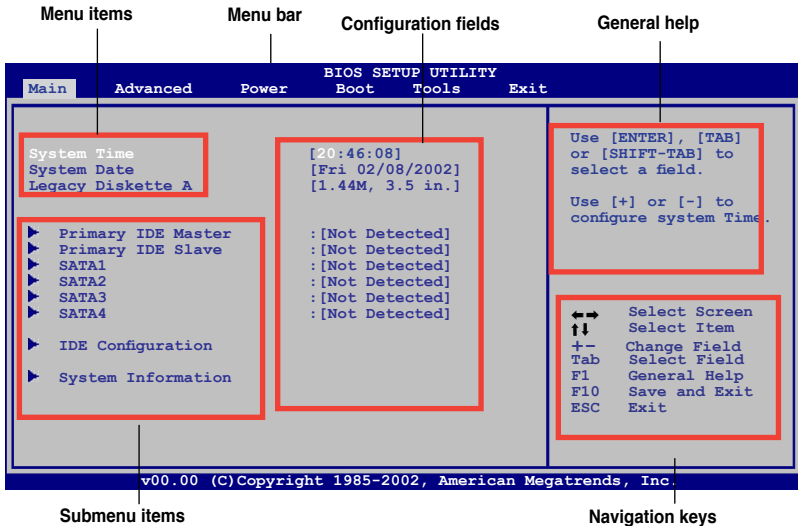 Menu items
Menu bar
Configuration fields
General help
BIOS SETUP UTILITY
Main Advanced Power Boot Tools Exit
System Time [20:46:08]
System Date [Fri 02/08/2002]
Legacy Diskette A [1.44M, 3.5 in.]
Primary IDE Master :[Not Detected]
Primary IDE Slave :[Not Detected]
SATA1 :[Not Detected]
SATA2 :[Not Detected]
SATA3 :[Not Detected]
SATA4 :[Not Detected]
IDE Configuration
System Information
Use [ENTER], [TAB]
or [SHIFT-TAB] to
select a field.
Use [+] or [-] to
configure system Time.
←→ Select Screen
↑↓ Select Item
+- Change Field
Tab Select Field
F1 General Help
F10 Save and Exit
ESC Exit
v00.00 (C)Copyright 1985-2002, American Megatrends, Inc.
Submenu items
Navigation keys